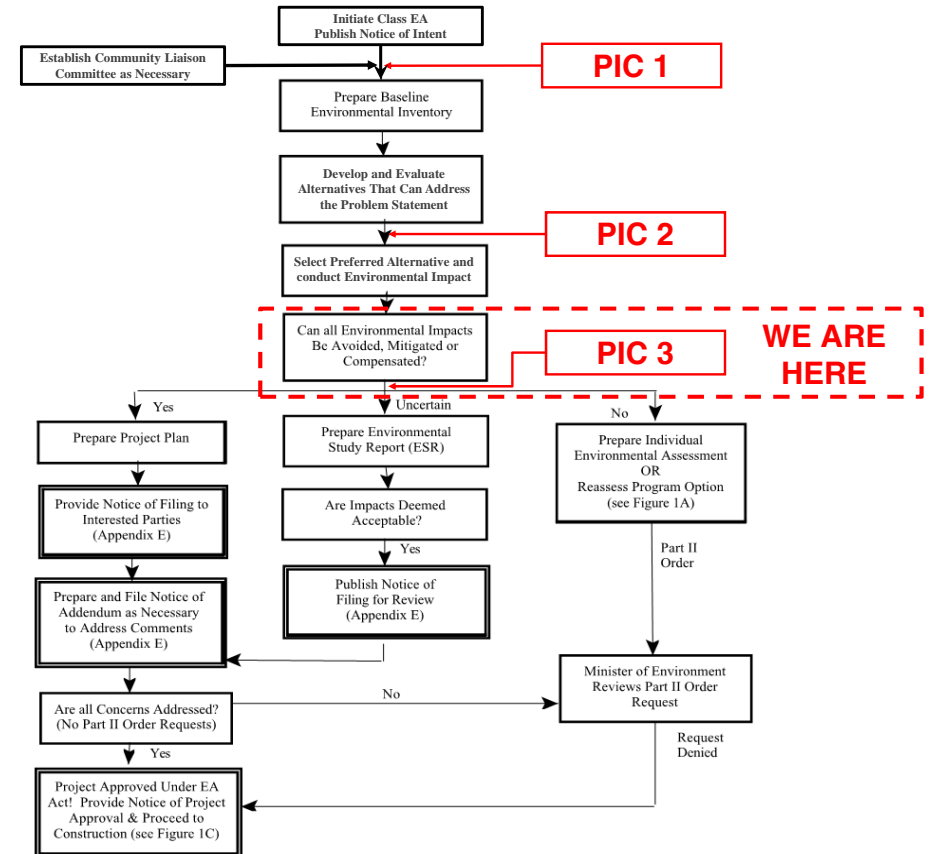 Initiate Class EA
Publish Notice of Intent
Establish Community Liaison
Committee as Necessary
PIC 1
Prepare Baseline
Environmental Inventory
Develop and Evaluate
Alternatives That Can Address
the Problem Statement
PIC 2
Select Preferred Alternative and
conduct Environmental Impact
Can all Environmental Impacts
Be Avoided, Mitigated or
Compensated?
PIC 3
WE ARE
HERE
Yes
Uncertain
No
Prepare Project Plan
Prepare Environmental
Study Report (ESR)
Prepare Individual
Environmental Assessment
OR
Reassess Program Option
(see Figure 1A)
Provide Notice of Filing to
Interested Parties
(Appendix E)
Are Impacts Deemed
Acceptable?
Yes
Part II
Order
Prepare and File Notice of
Addendum as Necessary
to Address Comments
(Appendix E)
Publish Notice of
Filing for Review
(Appendix E)
Are all Concerns Addressed?
(No Part II Order Requests)
No
Minister of Environment
Reviews Part II Order
Request
Yes
Request
Denied
Project Approved Under EA
Act! Provide Notice of Project
Approval & Proceed to
Construction (see Figure 1C)